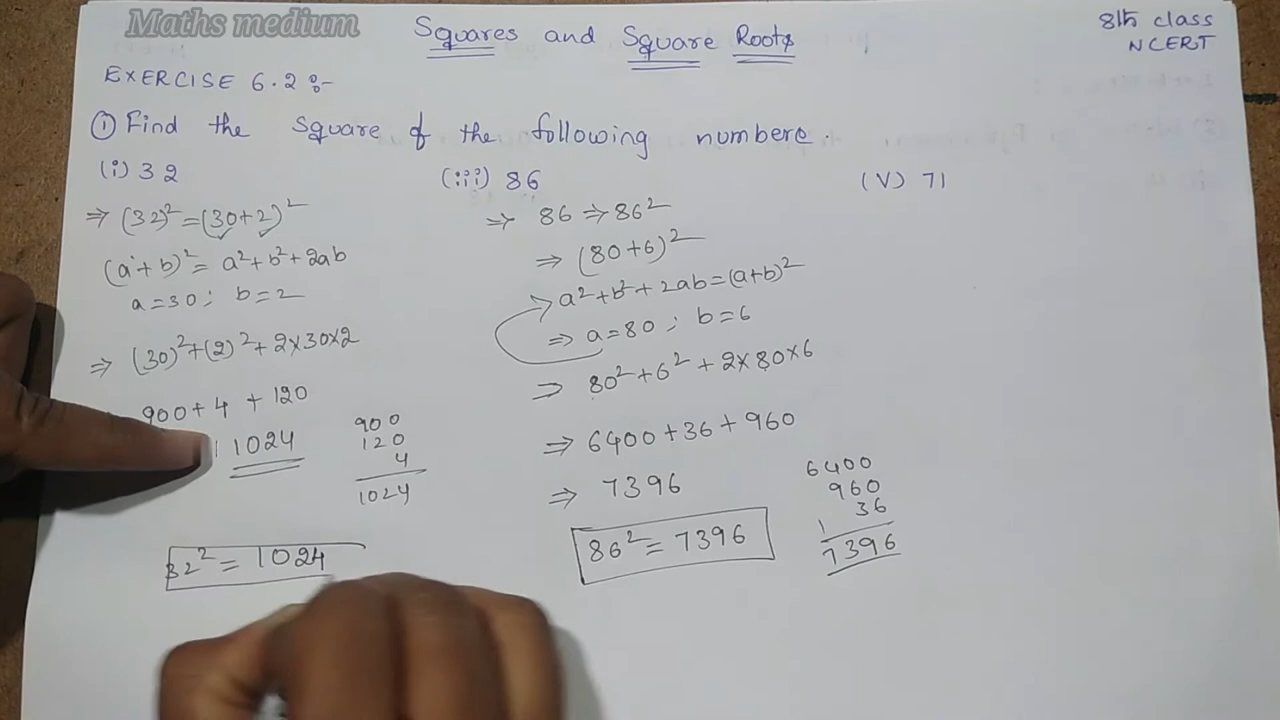 Maths medium
Squares and Square Roots
8th class
NCERT
EXERCISE 6.2 :-
① Find the square of the following numbere.
(i) 32
⇒ (32)² = (30+2)²
(a+b)² = a²+b²+2ab
a=30; b=2
⇒ (30)²+(2)²+2×30×2
900+4+120
1024
900
120
4
1024
32² = 1024
(iii) 86
⇒ 86 ⇒ 86²
⇒ (80+6)²
a²+b²+2ab=(a+b)²
⇒ a=80; b=6
⇒ 80²+6²+2×80×6
⇒ 6400+36+960
⇒ 7396
86² = 7396
6400
960
36
1
7396
(V) 71